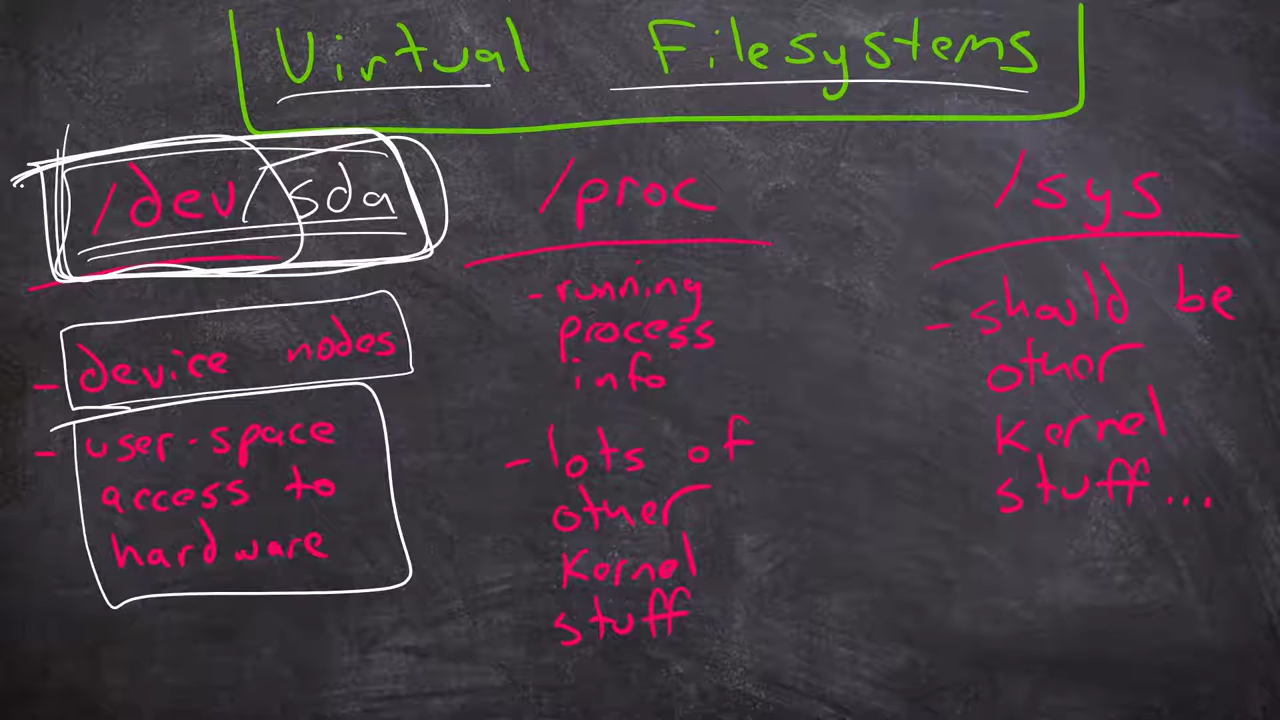 Virtual Filesystems
/dev/sda
- device nodes
- user-space
access to
hardware
/proc
- running
process
info
- lots of
other
Kernel
stuff
/sys
- should be
other
Kernel
stuff...